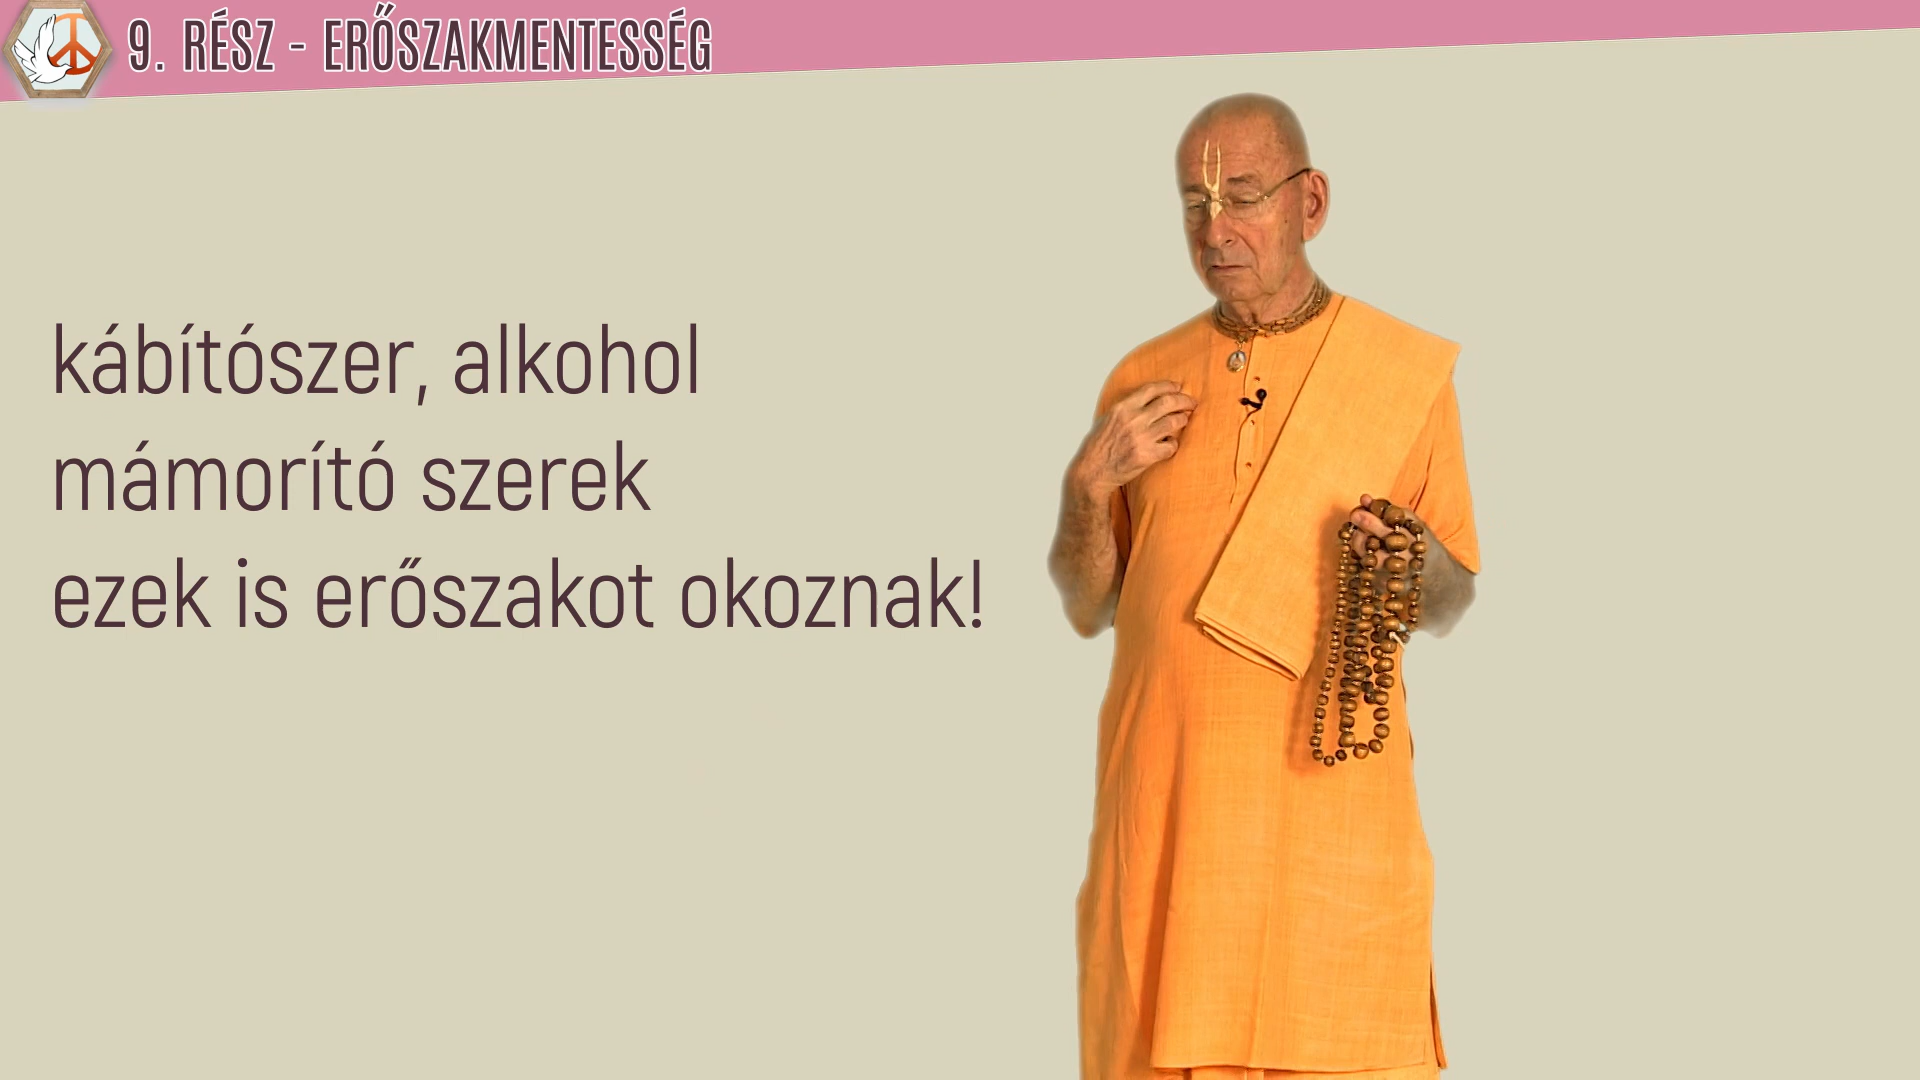 9. RÉSZ - ERŐSZAKMENTESSÉG
kábítószer, alkohol
mámorító szerek
ezek is erőszakot okoznak!